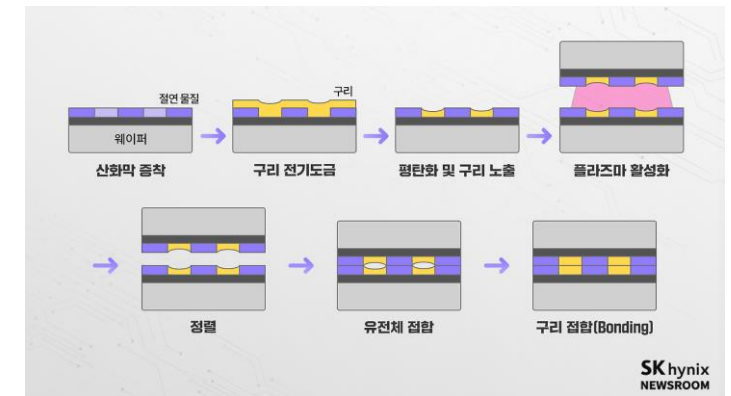 절연 물질
웨이퍼
산화막 증착
구리
구리 전기도금
평탄화 및 구리 노출
플라즈마 활성화
정렬
유전체 접합
구리 접합(Bonding)
SK hynix
NEWSROOM